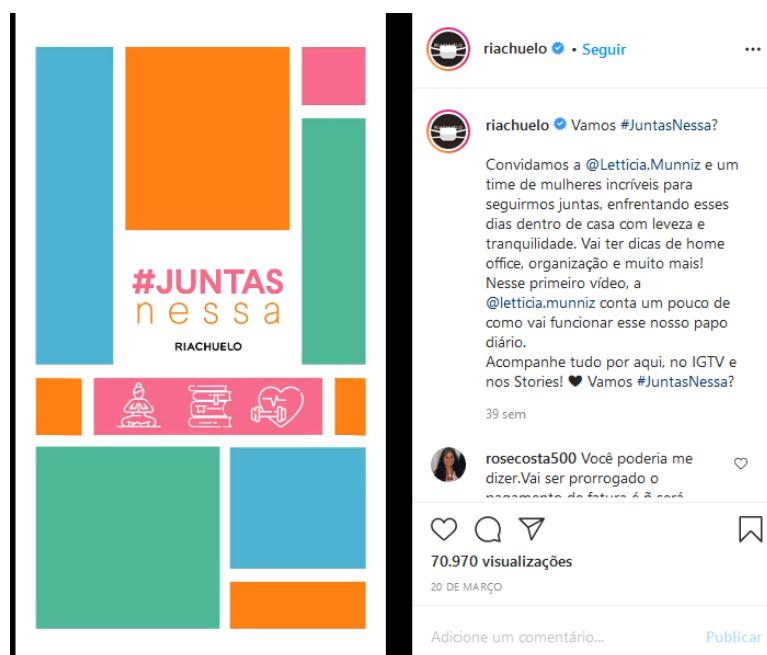 #JUNTAS
nessa
RIACHUELO
riachuelo • Seguir
riachuelo Vamos #JuntasNessa?
Convidamos a @Letticia.Munniz e um
time de mulheres incríveis para
seguirmos juntas, enfrentando esses
dias dentro de casa com leveza e
tranquilidade. Vai ter dicas de home
office, organização e muito mais!
Nesse primeiro vídeo, a
@letticia.munniz conta um pouco de
como vai funcionar esse nosso papo
diário.
Acompanhe tudo por aqui, no IGTV e
nos Stories! 🖤 Vamos #JuntasNessa?
39 sem
rosecosta500 Você poderia me
dizer.Vai ser prorrogado o
pagamento de fatura é ñ será
70.970 visualizações
20 DE MARÇO
Adicione um comentário... Publicar